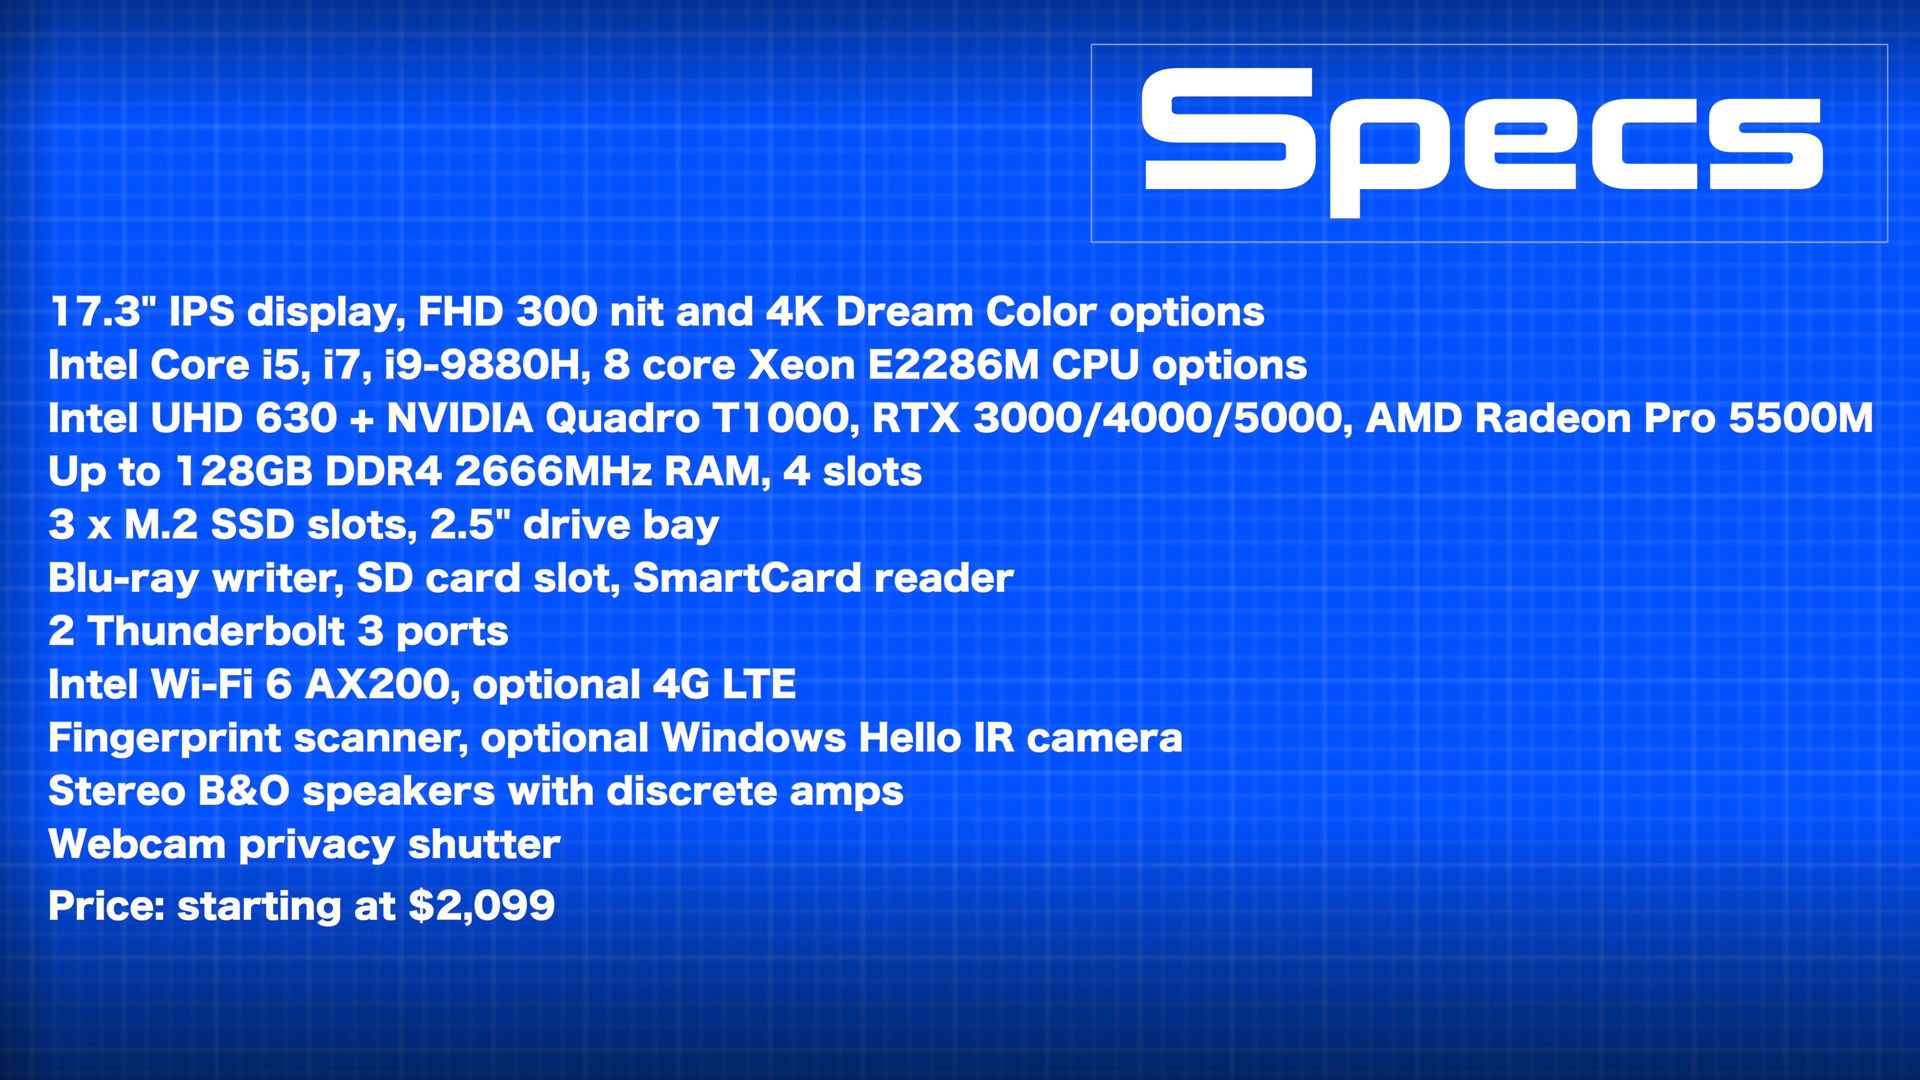 Specs
17.3" IPS display, FHD 300 nit and 4K Dream Color options
Intel Core i5, i7, i9-9880H, 8 core Xeon E2286M CPU options
Intel UHD 630 + NVIDIA Quadro T1000, RTX 3000/4000/5000, AMD Radeon Pro 5500M
Up to 128GB DDR4 2666MHz RAM, 4 slots
3 x M.2 SSD slots, 2.5" drive bay
Blu-ray writer, SD card slot, SmartCard reader
2 Thunderbolt 3 ports
Intel Wi-Fi 6 AX200, optional 4G LTE
Fingerprint scanner, optional Windows Hello IR camera
Stereo B&O speakers with discrete amps
Webcam privacy shutter
Price: starting at $2,099